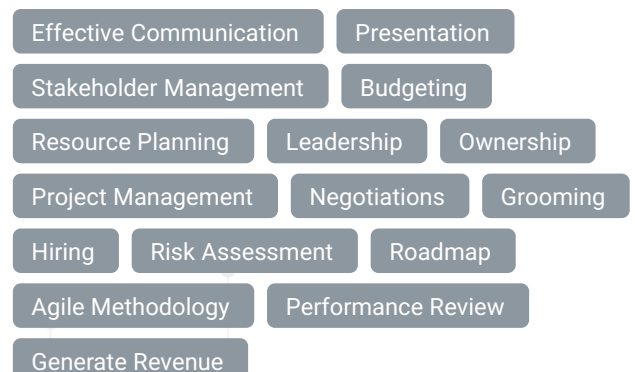 Effective Communication Presentation
Stakeholder Management Budgeting
Resource Planning Leadership Ownership
Project Management Negotiations Grooming
Hiring Risk Assessment Roadmap
Agile Methodology Performance Review
Generate Revenue